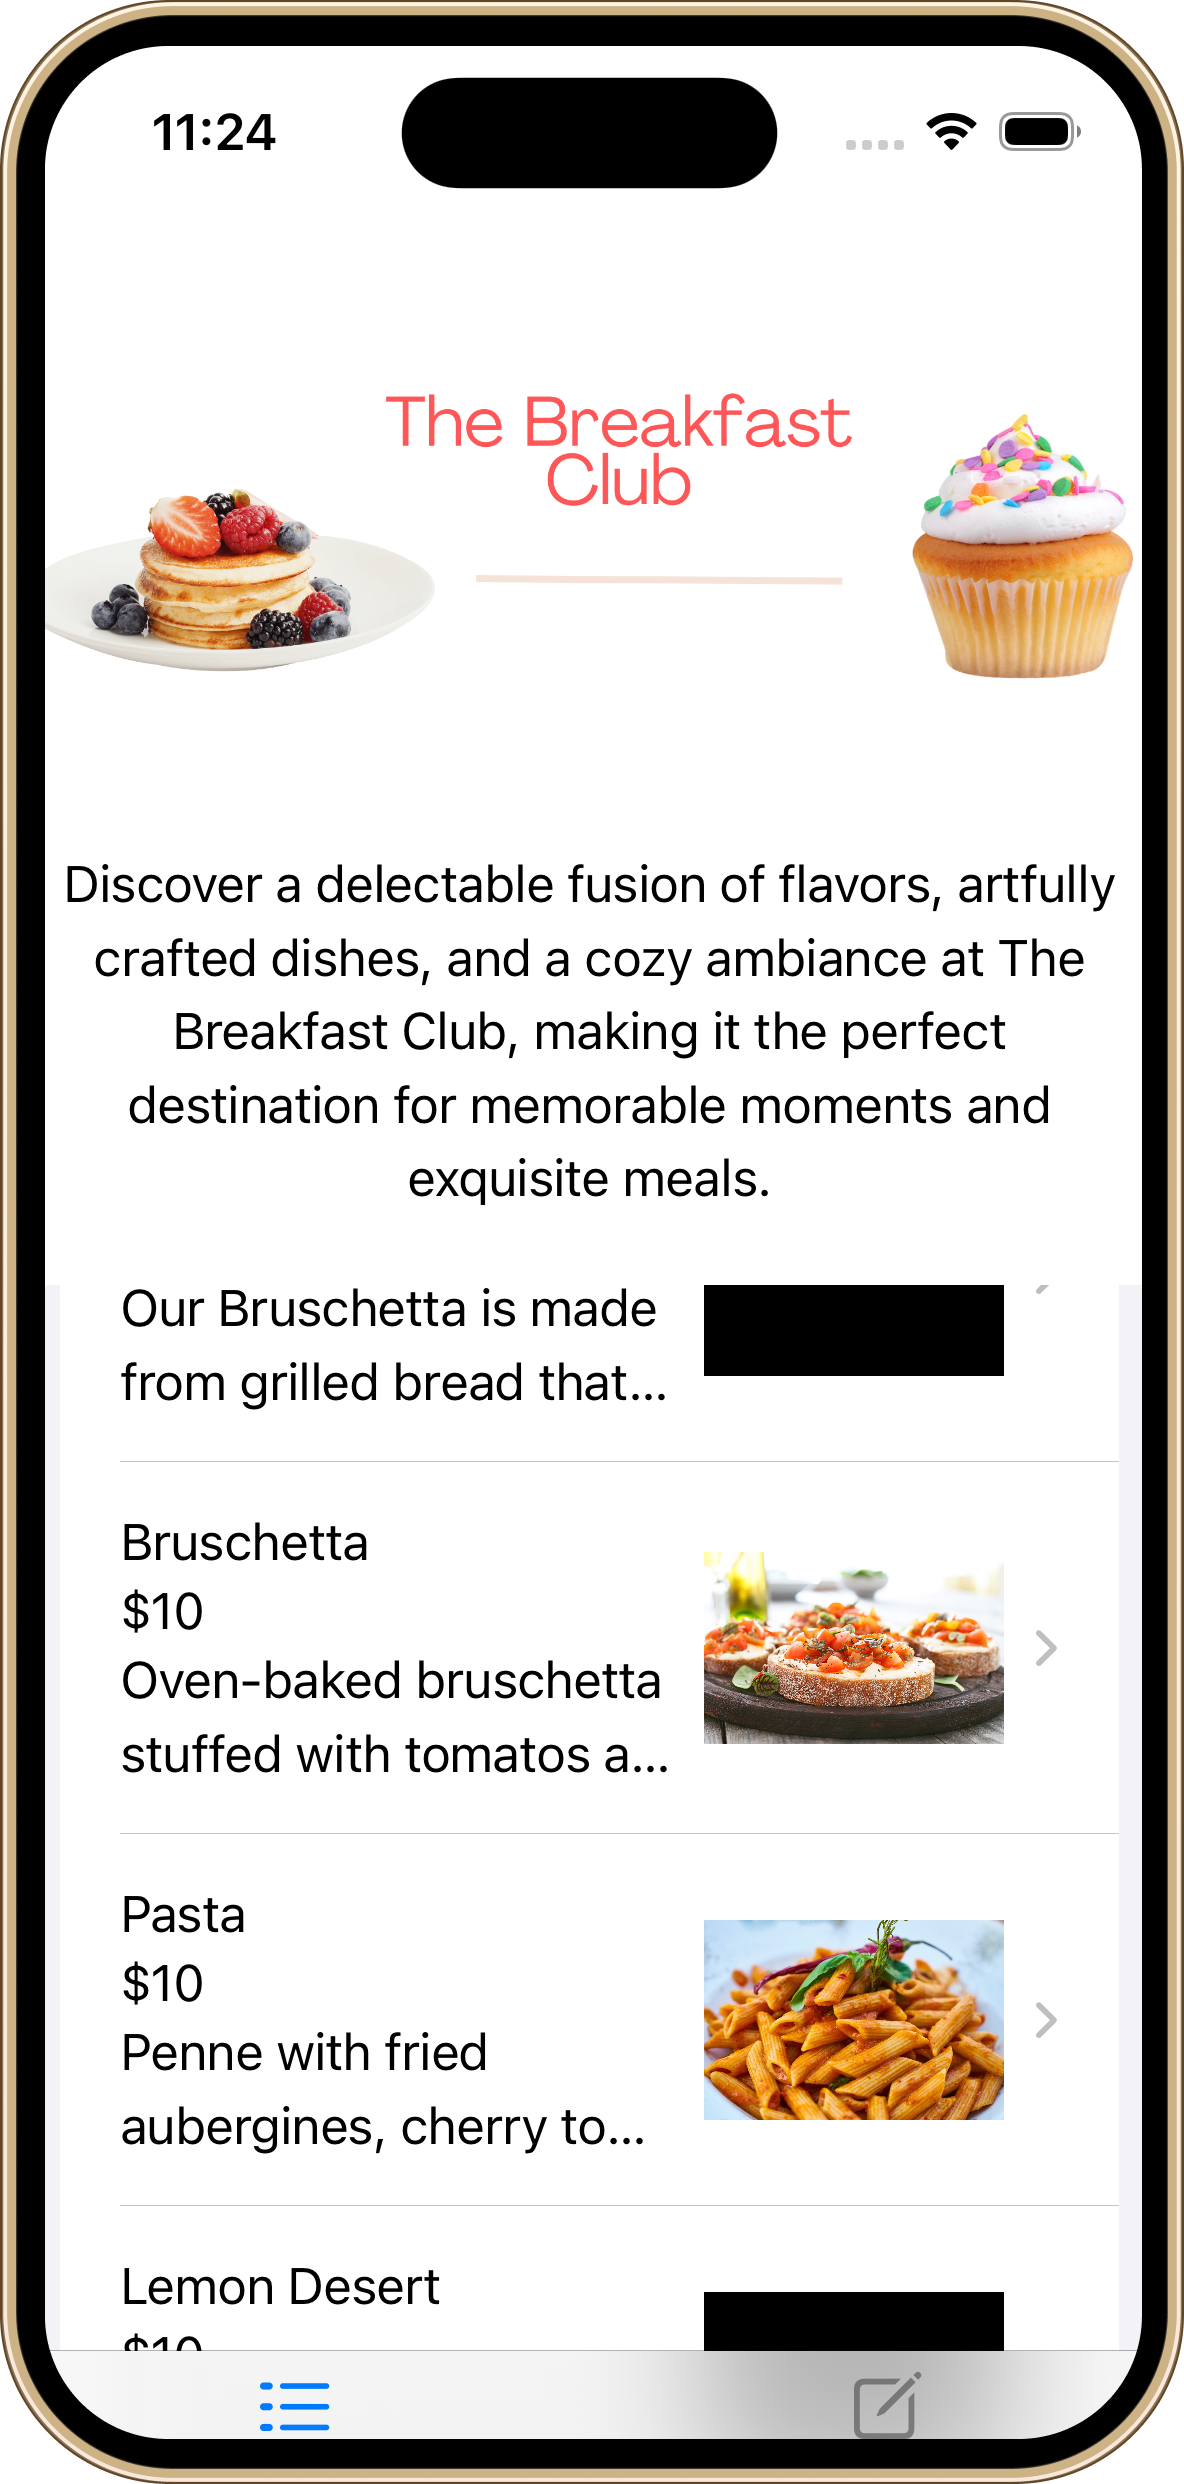 11:24
The Breakfast
Club
Discover a delectable fusion of flavors, artfully
crafted dishes, and a cozy ambiance at The
Breakfast Club, making it the perfect
destination for memorable moments and
exquisite meals.
Our Bruschetta is made
from grilled bread that...
Bruschetta
$10
Oven-baked bruschetta
stuffed with tomatos a...
Pasta
$10
Penne with fried
aubergines, cherry to...
Lemon Desert
$10